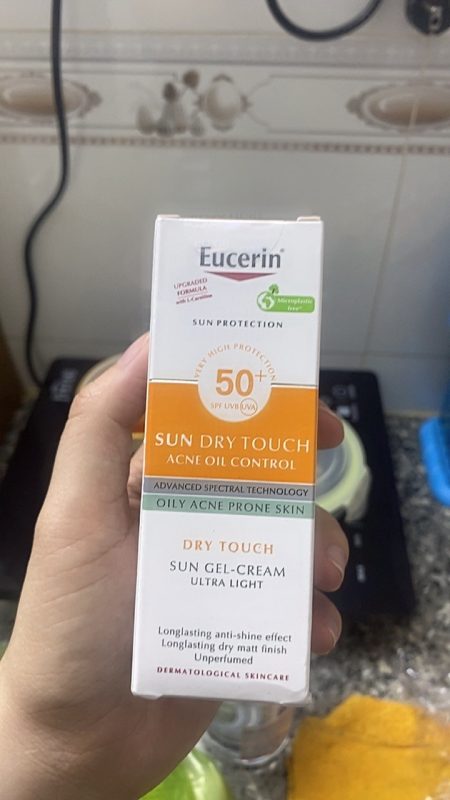 Eucerin®
UPGRADED
FORMULA
with L-Carnitine
Microplastic
free**
SUN PROTECTION
VERY HIGH PROTECTION
50+
SPF UVB UVA
SUN DRY TOUCH
ACNE OIL CONTROL
ADVANCED SPECTRAL TECHNOLOGY
OILY ACNE PRONE SKIN
DRY TOUCH
SUN GEL-CREAM
ULTRA LIGHT
Longlasting anti-shine effect
Longlasting dry matt finish
Unperfumed
DERMATOLOGICAL SKINCARE